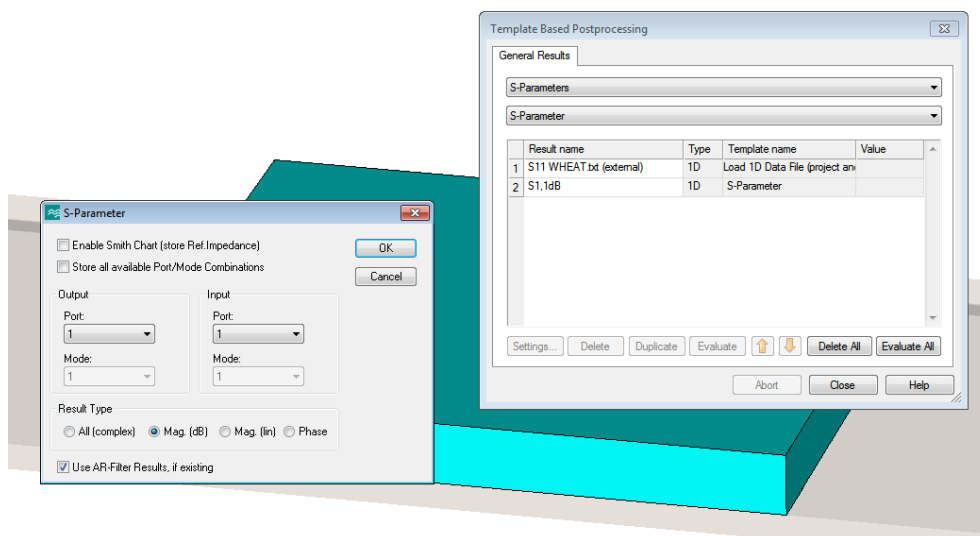 Template Based Postprocessing
General Results
S-Parameters
S-Parameter
Result name Type Template name Value
1 S11 WHEAT.txt (external) 1D Load 1D Data File (project an
2 S1,1dB 1D S-Parameter
Settings... Delete Duplicate Evaluate Delete All Evaluate All
Abort Close Help
S-Parameter
Enable Smith Chart (store Ref.Impedance)
OK
Store all available Port/Mode Combinations
Cancel
Output Input
Port: Port:
1 1
Mode: Mode:
1 1
Result Type
All (complex) Mag. (dB) Mag. (lin) Phase
Use AR-Filter Results, if existing